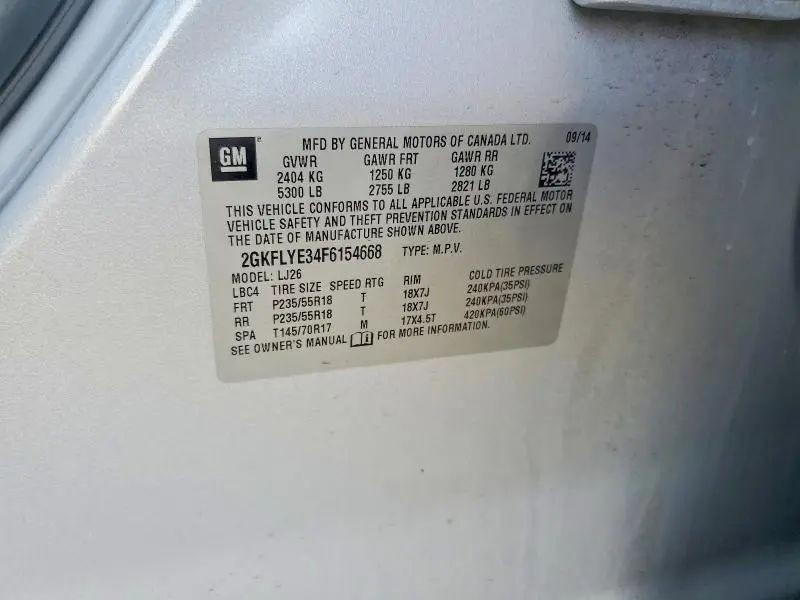 GM
MFD BY GENERAL MOTORS OF CANADA LTD. 09/14
GVWR GAWR FRT GAWR RR
2404 KG 1250 KG 1280 KG
5300 LB 2755 LB 2821 LB
THIS VEHICLE CONFORMS TO ALL APPLICABLE U.S. FEDERAL MOTOR
VEHICLE SAFETY AND THEFT PREVENTION STANDARDS IN EFFECT ON
THE DATE OF MANUFACTURE SHOWN ABOVE.
2GKFLYE34F6154668 TYPE: M.P.V.
MODEL: LJ26
LBC4 TIRE SIZE SPEED RTG RIM COLD TIRE PRESSURE
FRT P235/55R18 T 18X7J 240KPA(35PSI)
RR P235/55R18 T 18X7J 240KPA(35PSI)
SPA T145/70R17 M 17X4.5T 420KPA(60PSI)
SEE OWNER'S MANUAL FOR MORE INFORMATION.